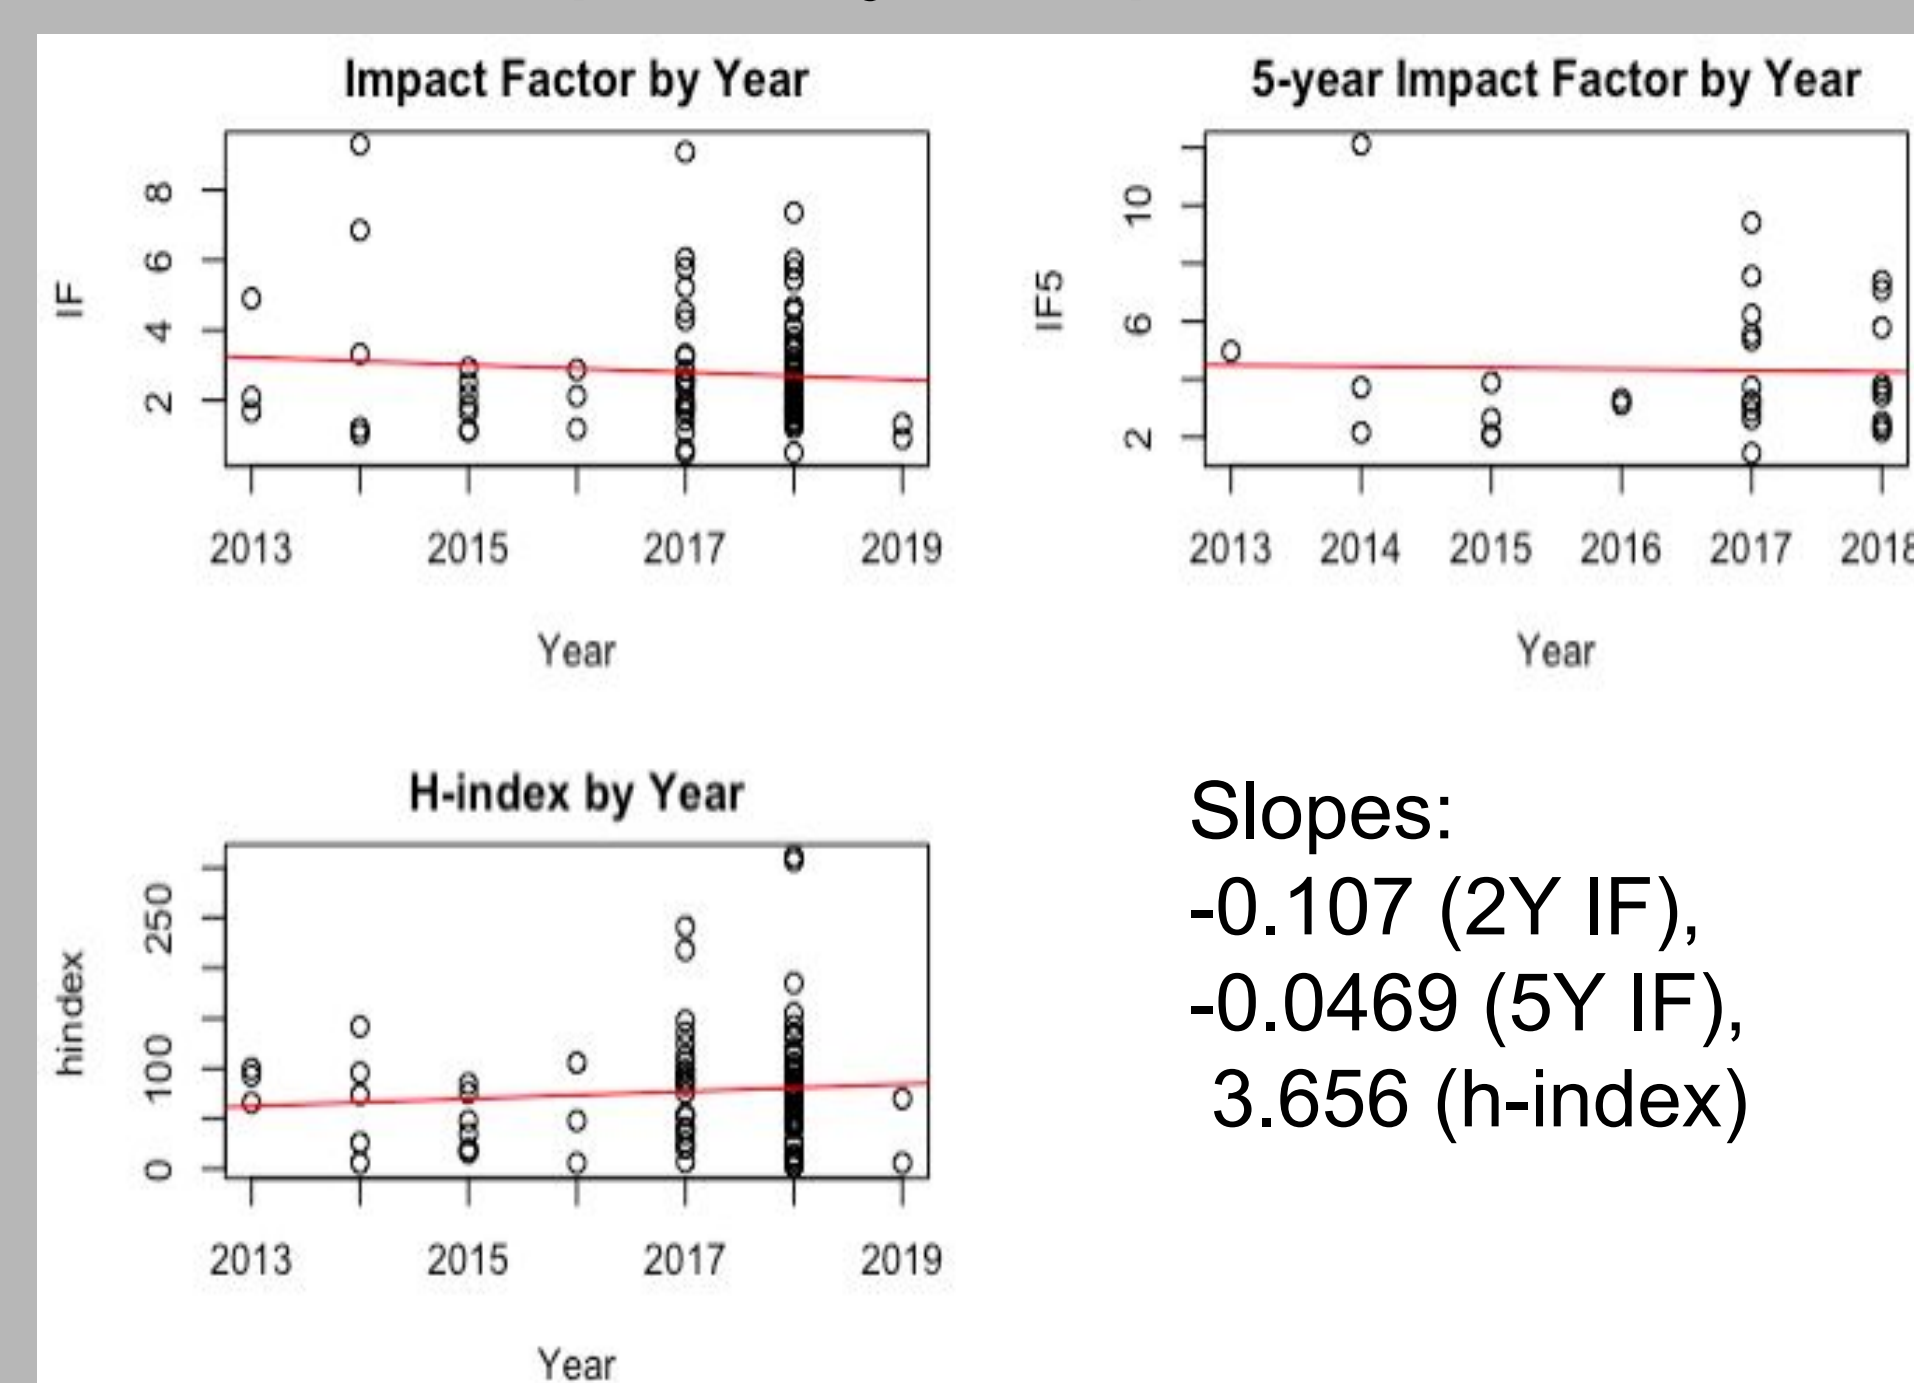 Impact Factor by Year
IF
8
6
4
2
2013 2015 2017 2019
Year
5-year Impact Factor by Year
IF5
10
6
2
2013 2014 2015 2016 2017 2018
Year
H-index by Year
hindex
250
100
0
2013 2015 2017 2019
Year
Slopes:
-0.107 (2Y IF),
-0.0469 (5Y IF),
3.656 (h-index)